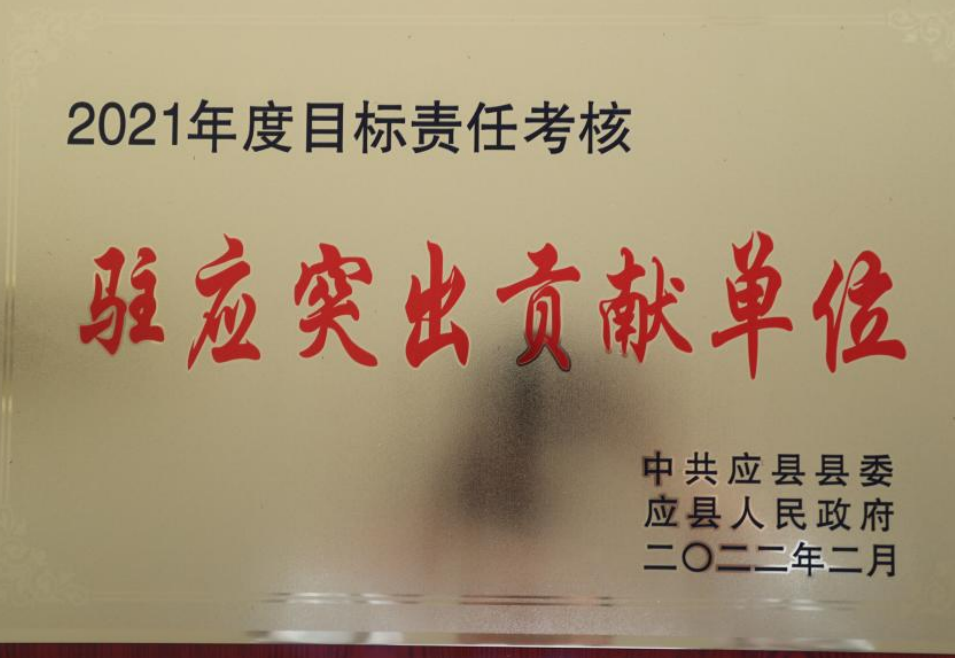 2021年度目标责任考核
驻应突出贡献单位
中共应县县委
应县人民政府
二〇二二年二月